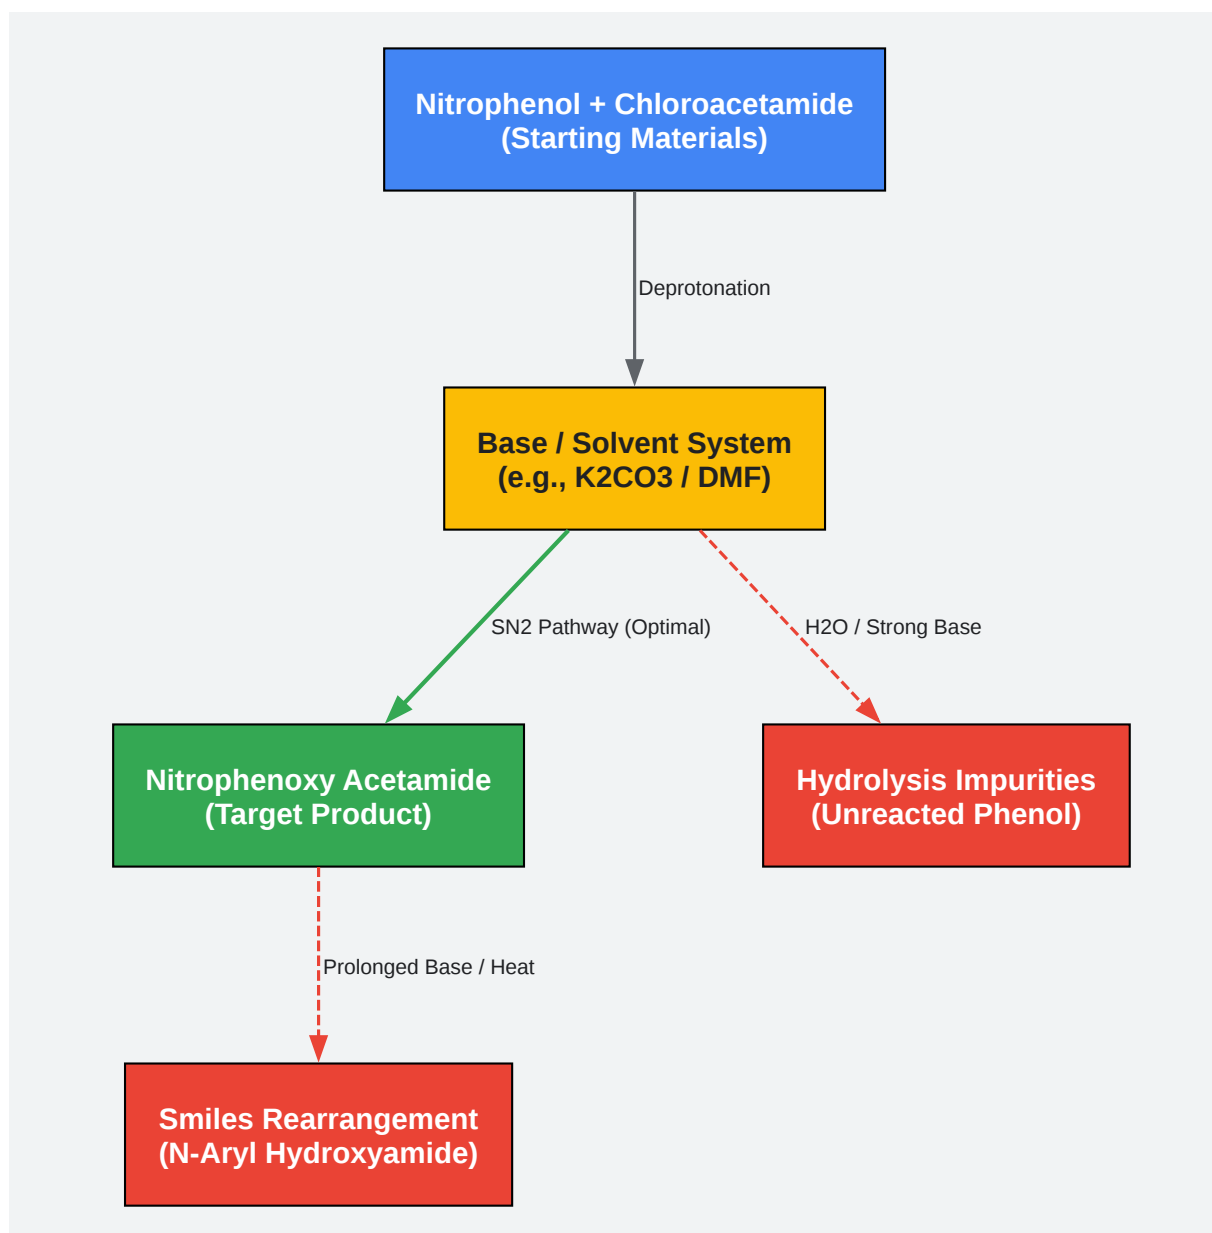 Nitrophenol + Chloroacetamide
(Starting Materials)
Deprotonation
Base / Solvent System
(e.g., K2CO3 / DMF)
SN2 Pathway (Optimal)
H2O / Strong Base
Nitrophenoxy Acetamide
(Target Product)
Hydrolysis Impurities
(Unreacted Phenol)
Prolonged Base / Heat
Smiles Rearrangement
(N-Aryl Hydroxyamide)